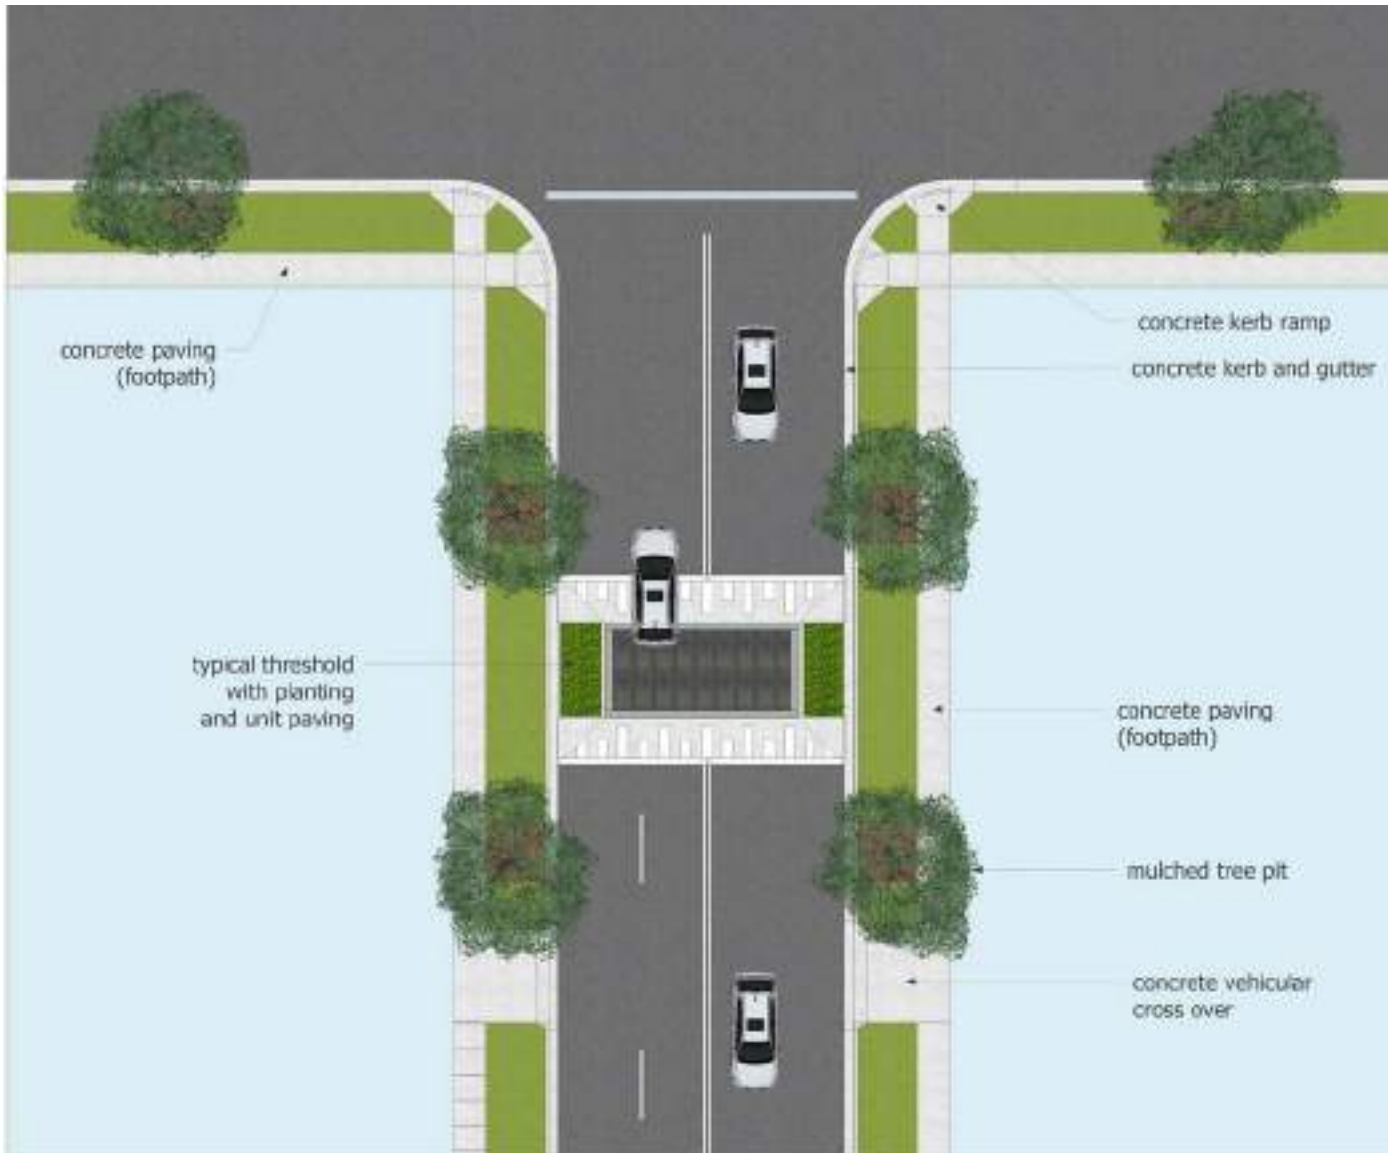 concrete paving
(footpath)
concrete kerb ramp
concrete kerb and gutter
typical threshold
with planting
and unit paving
concrete paving
(footpath)
mulched tree pit
concrete vehicular
cross over